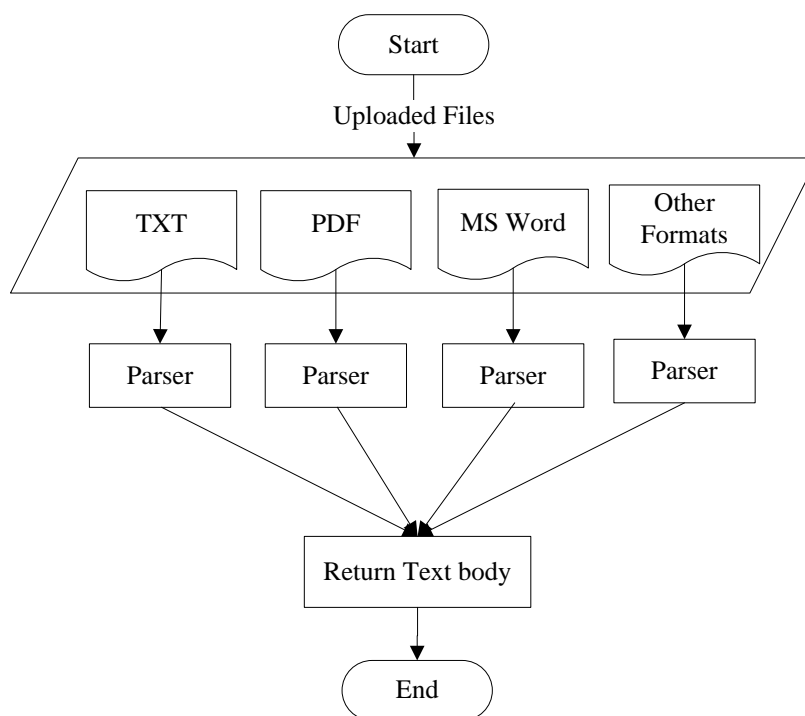 Start
Uploaded Files
TXT
PDF
MS Word
Other
Formats
Parser
Parser
Parser
Parser
Return Text body
End